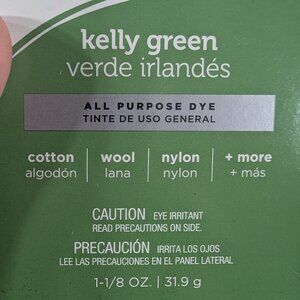 kelly green
verde irlandés
ALL PURPOSE DYE
TINTE DE USO GENERAL
cotton | wool | nylon | + more
algodón | lana | nylon | + más
CAUTION EYE IRRITANT
READ PRECAUTIONS ON SIDE.
PRECAUCIÓN IRRITA LOS OJOS
LEE LAS PRECAUCIONES EN EL PANEL LATERAL
1-1/8 OZ. | 31.9 g